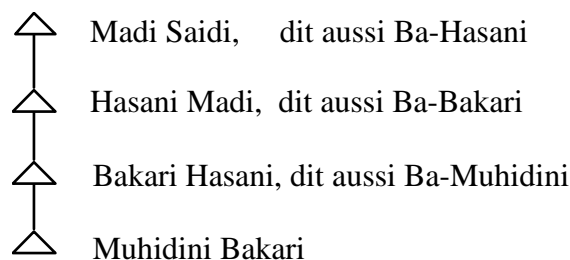 Madi Saidi, dit aussi Ba-Hasani
Hasani Madi, dit aussi Ba-Bakari
Bakari Hasani, dit aussi Ba-Muhidini
Muhidini Bakari